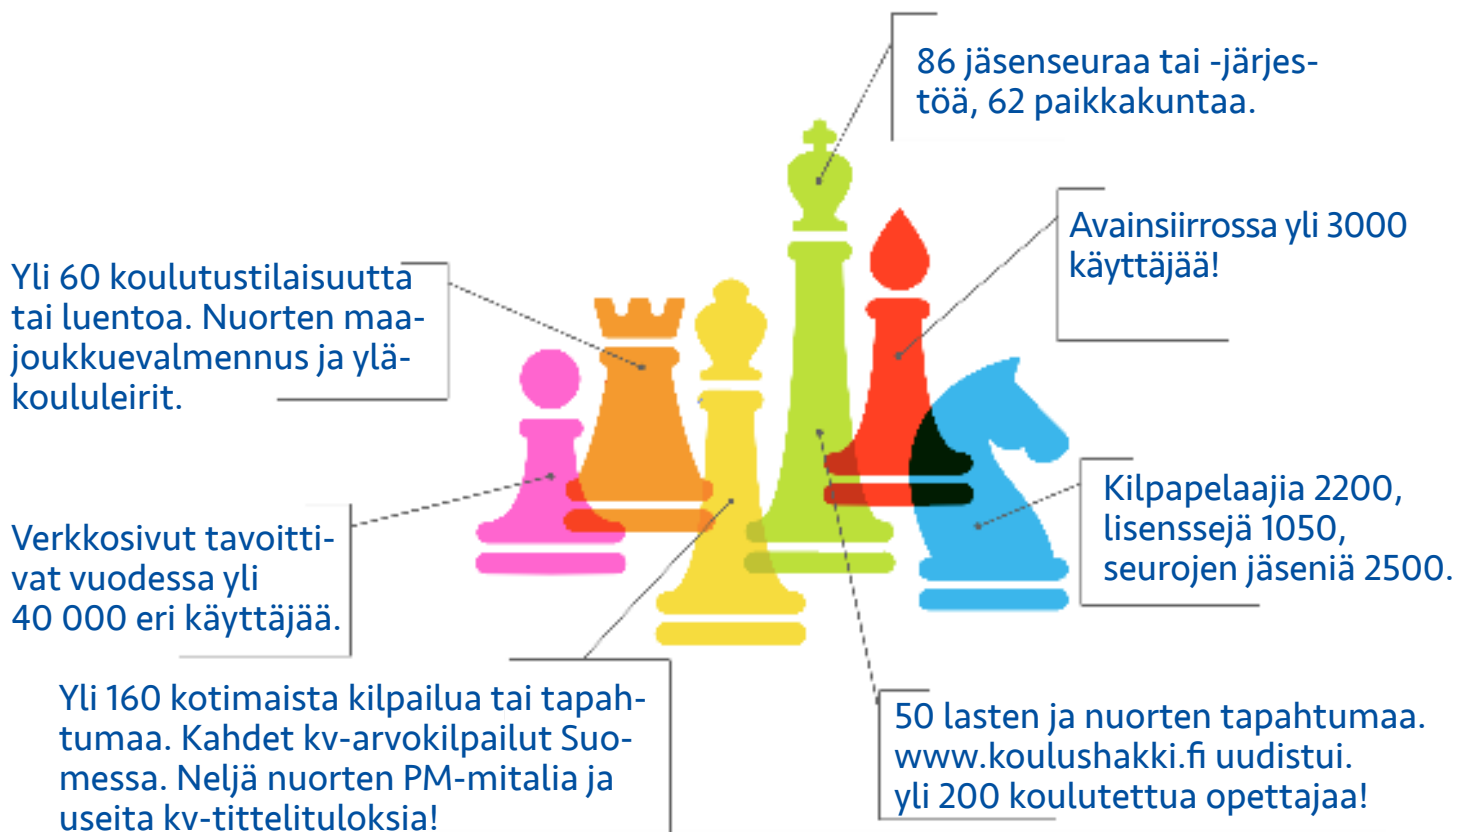 86 jäsenseuraa tai -järjes-
töä, 62 paikkakuntaa.
Avainsiirrossa yli 3000
käyttäjää!
Yli 60 koulutustilaisuutta
tai luentoa. Nuorten maa-
joukkuevalmennus ja ylä-
koululeirit.
Kilpapelaajia 2200,
lisenssejä 1050,
seurojen jäseniä 2500.
Verkkosivut tavoitti-
vat vuodessa yli
40 000 eri käyttäjää.
Yli 160 kotimaista kilpailua tai tapah-
tumaa. Kahdet kv-arvokilpailut Suo-
messa. Neljä nuorten PM-mitalia ja
useita kv-tittelituloksia!
50 lasten ja nuorten tapahtumaa.
www.koulushakki.fi uudistui.
yli 200 koulutettua opettajaa!